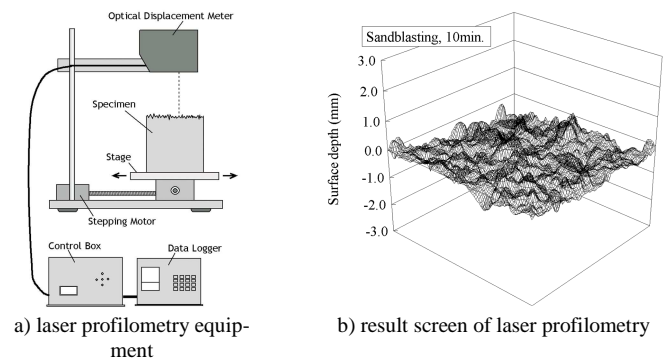 Optical Displacement Meter
Specimen
Stage
Stepping Motor
Control Box
Data Logger
a) laser profilometry equip-
ment
Sandblasting, 10min.
Surface depth (mm)
3.0
2.0
1.0
0.0
-1.0
-2.0
-3.0
b) result screen of laser profilometry